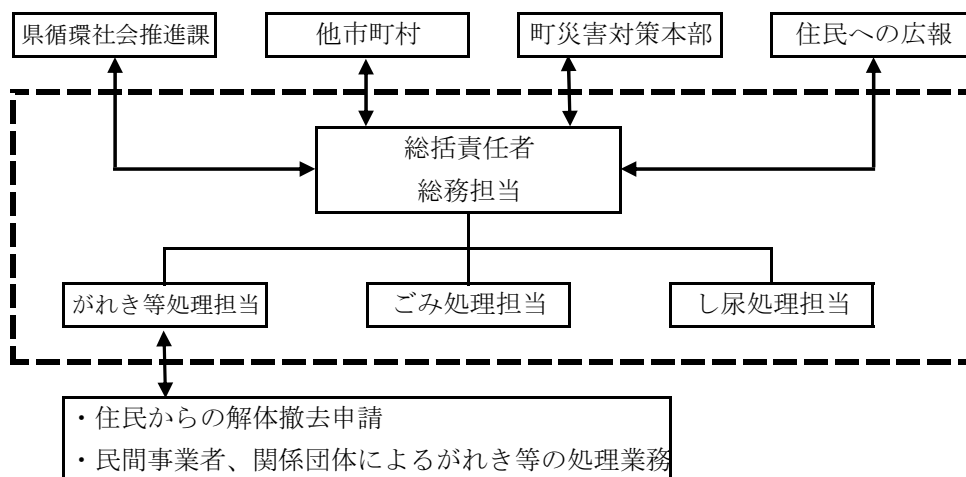 県循環社会推進課
他市町村
町災害対策本部
住民への広報
総括責任者
総務担当
がれき等処理担当
ごみ処理担当
し尿処理担当
・住民からの解体撤去申請
・民間事業者、関係団体によるがれき等の処理業務